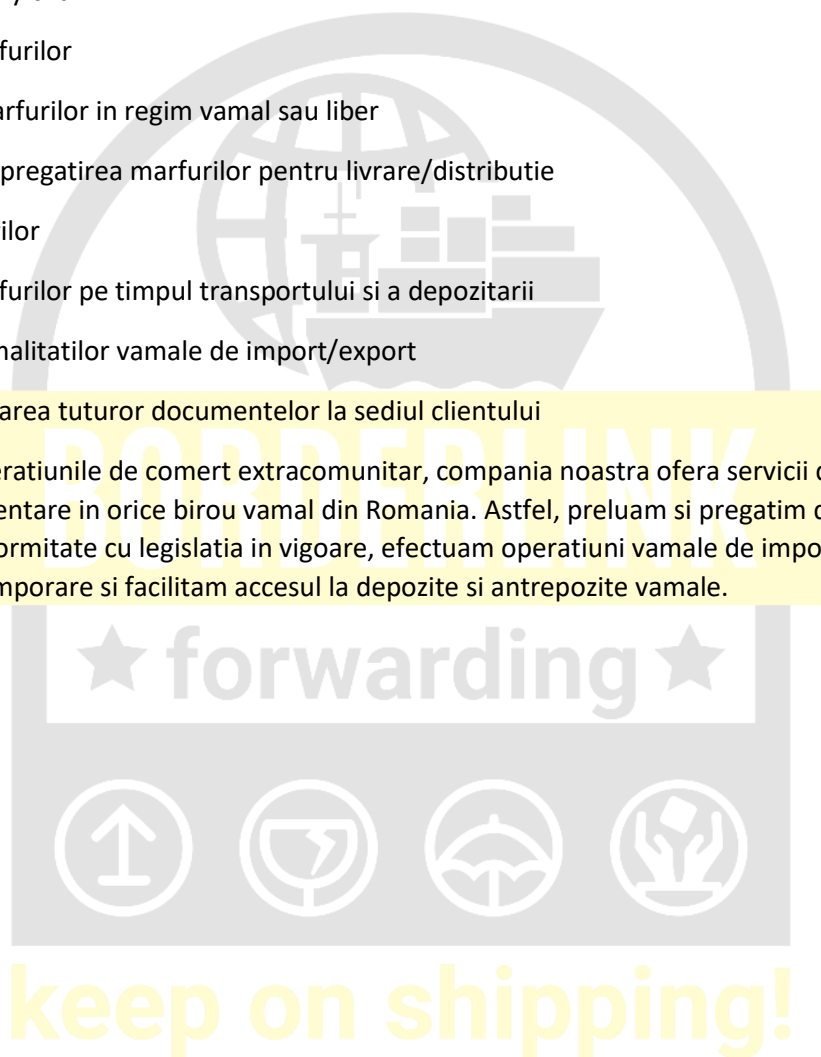 furilor
arfurilor in regim vamal sau liber
pregatirea marfurilor pentru livrare/distributie
rilor
furilor pe timpul transportului si a depozitarii
malitatilor vamale de import/export
area tuturor documentelor la sediul clientului
BORDERLINK
eratiunile de comert extracomunitar, compania noastra ofera servicii
entare in orice birou vamal din Romania. Astfel, preluam si pregatim
ormitate cu legislatia in vigoare, efectuam operatiuni vamale de impo
mporare si facilitam accesul la depozite si antrepozite vamale.
forwarding
keep on shipping!